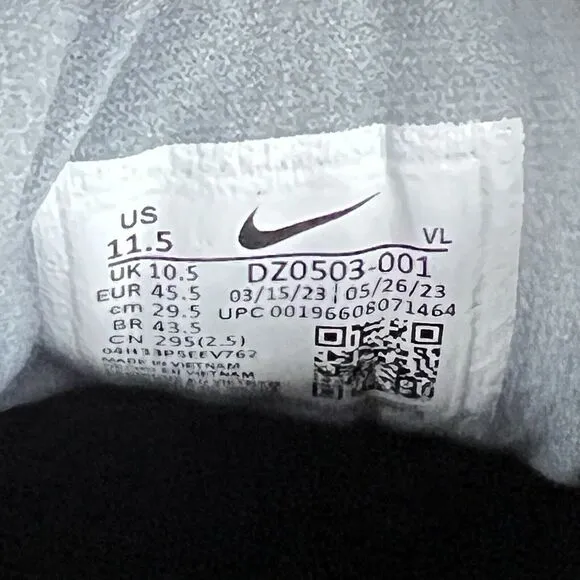 US
11.5
VL
UK 10.5
DZ0503-001
EUR 45.5
03/15/23 | 05/26/23
cm 29.5
UPC 00196608071464
BR 43.5
CN 295(2.5)
MADE IN VIETNAM
VIETNAM